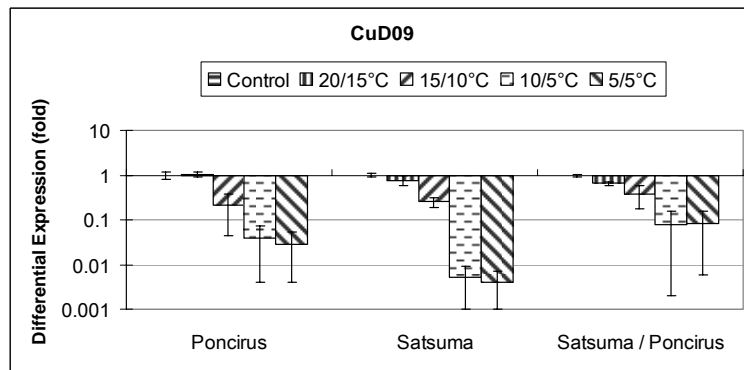 CuD09
Control 20/15°C 15/10°C 10/5°C 5/5°C
Differential Expression (fold)
10
1
0.1
0.01
0.001
Poncirus Satsuma Satsuma / Poncirus